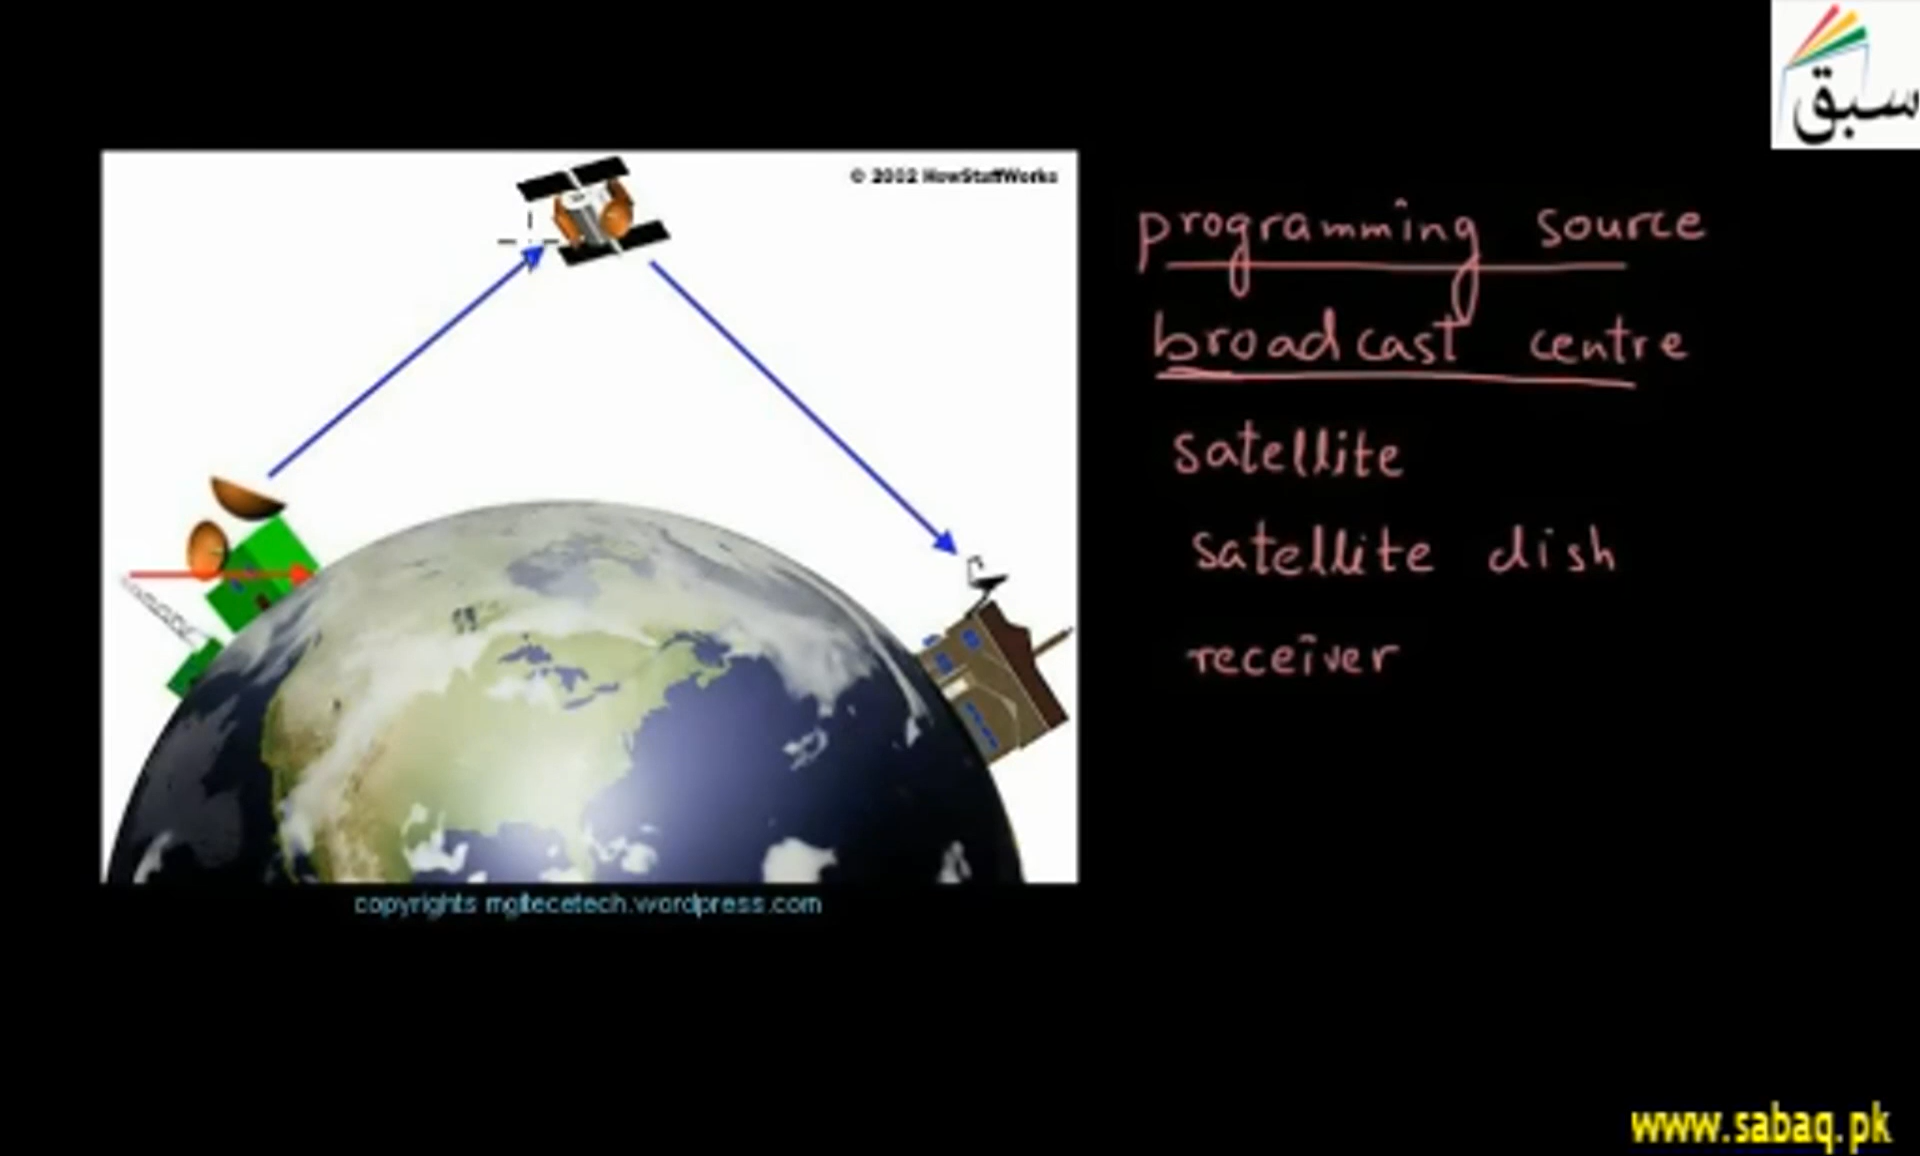 سبق
© 2002 HowStuffWorks
programming source
broadcast centre
satellite
satellite dish
receiver
copyrights mgitecetech.wordpress.com
www.sabaq.pk